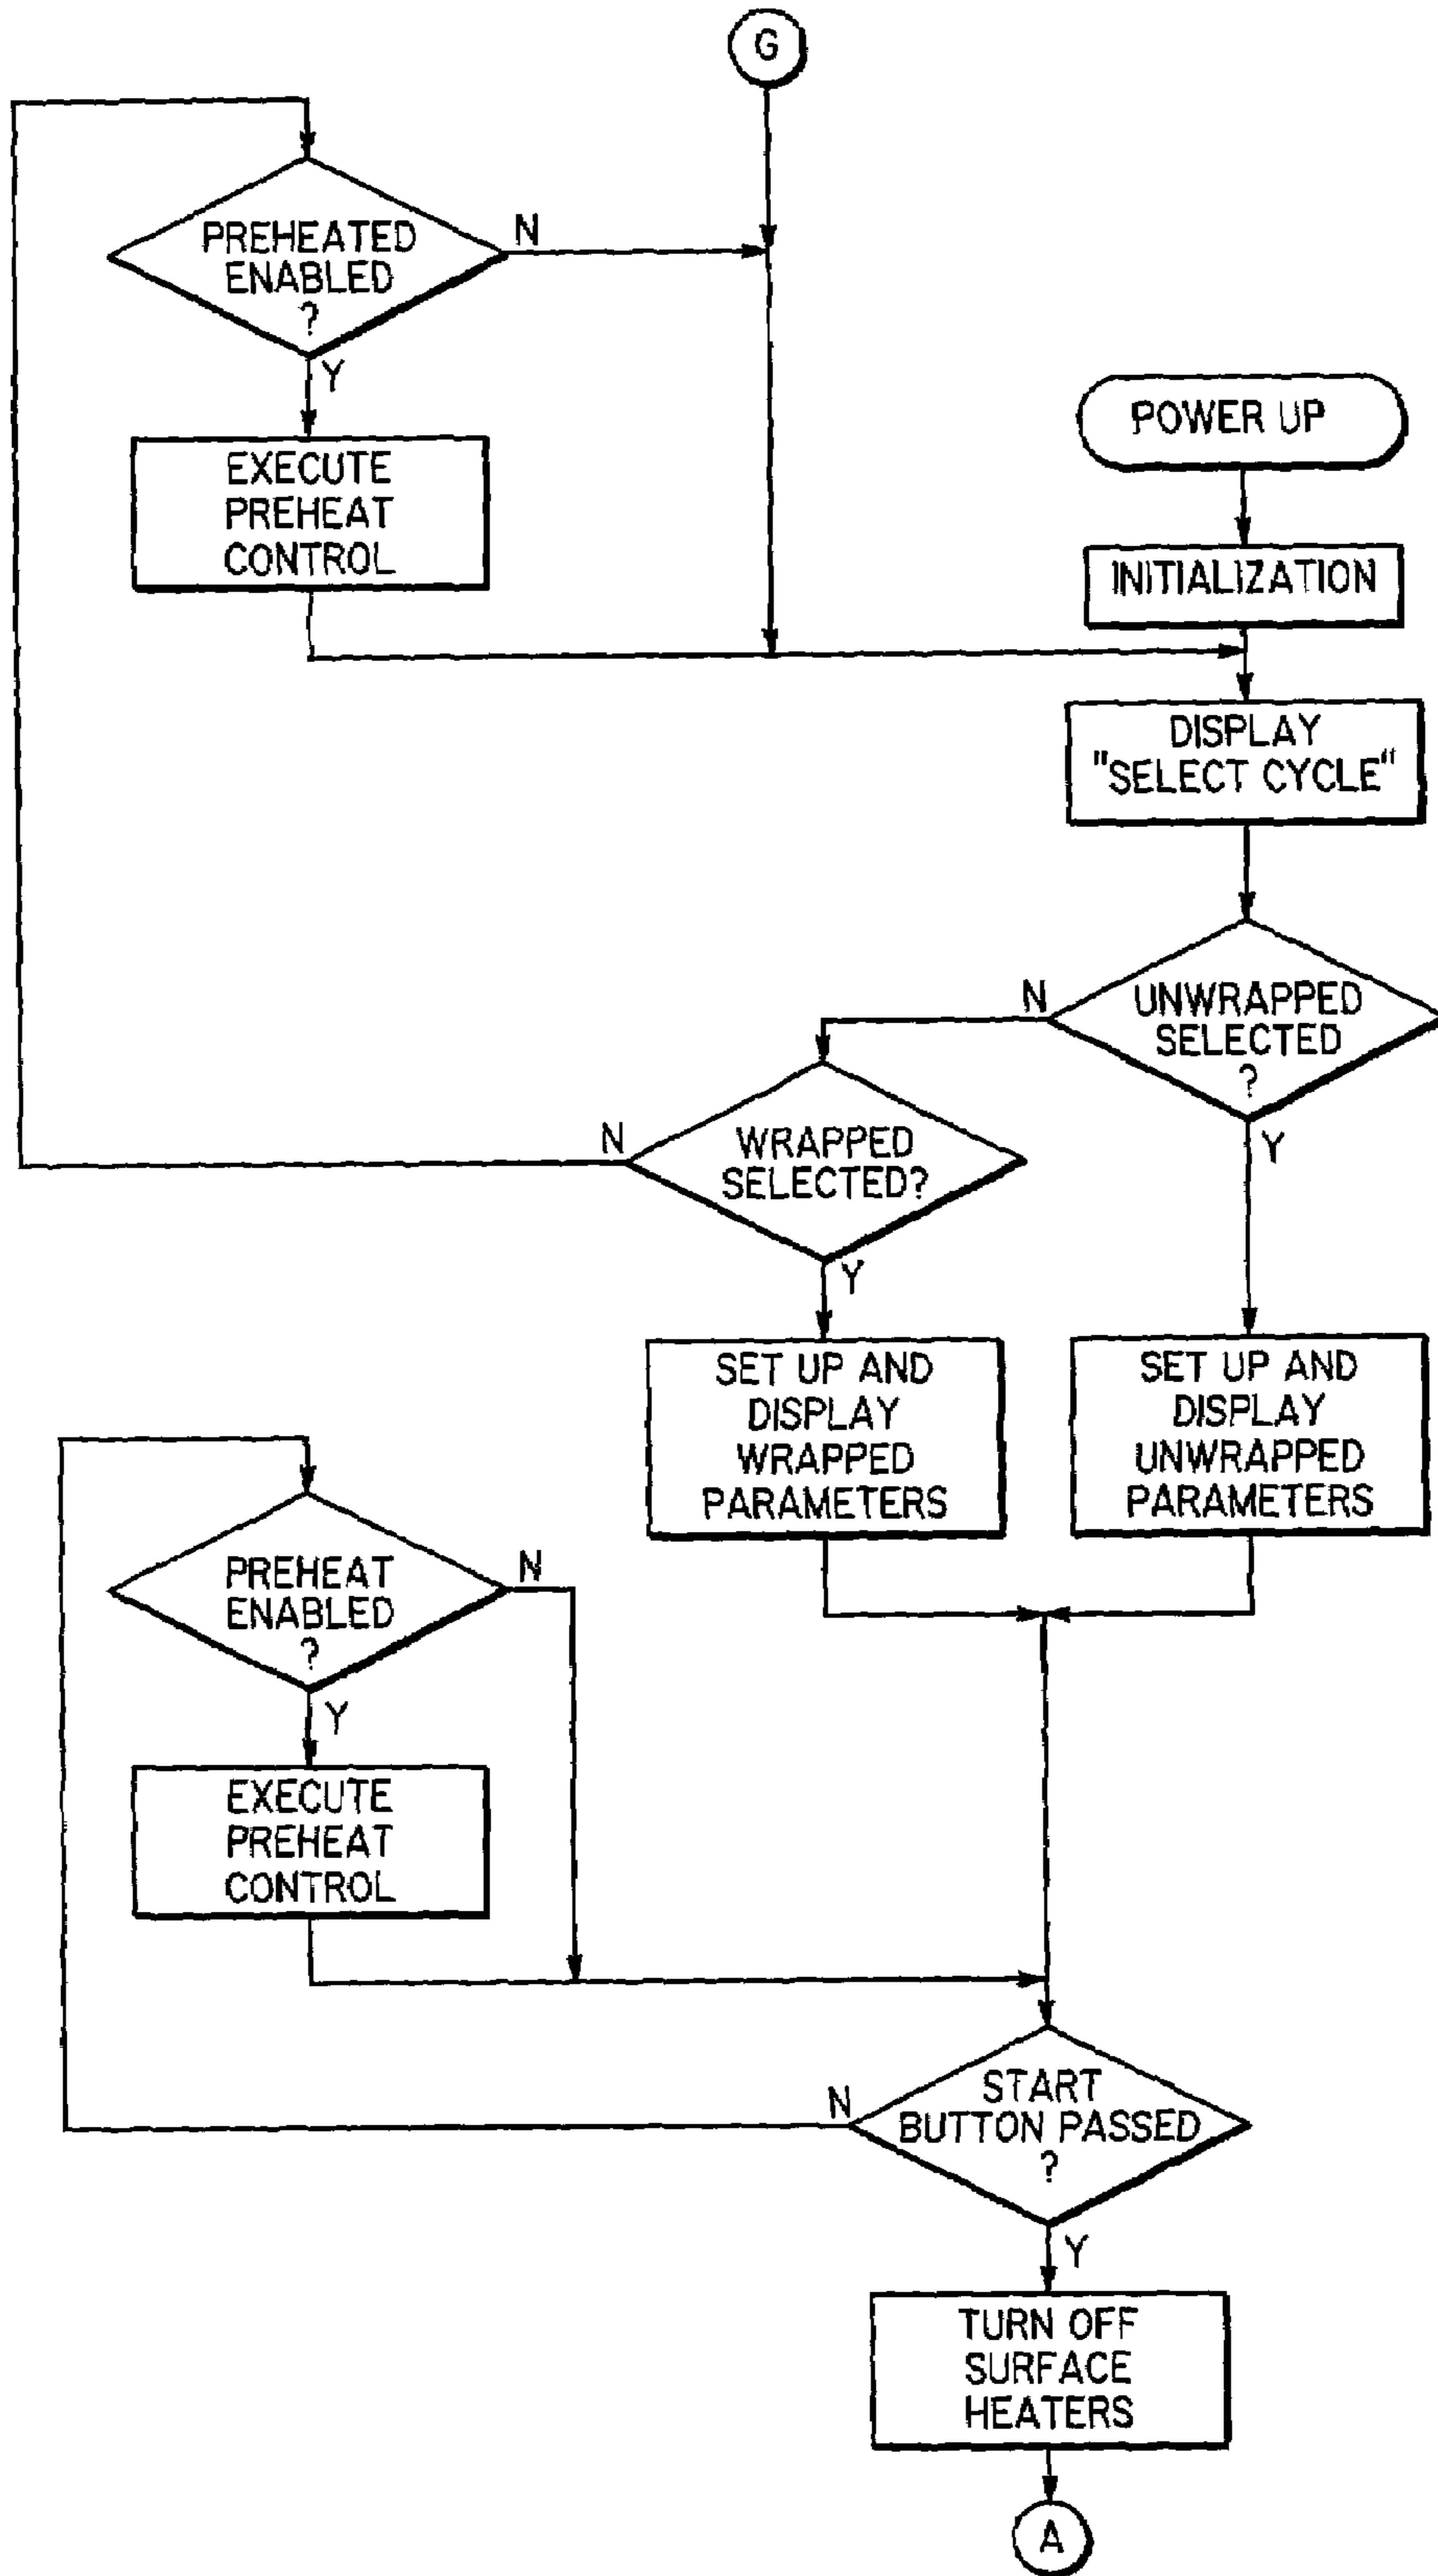 G
PREHEATED
ENABLED
?
N
Y
EXECUTE
PREHEAT
CONTROL
POWER UP
INITIALIZATION
DISPLAY
"SELECT CYCLE"
UNWRAPPED
SELECTED
?
N
Y
WRAPPED
SELECTED?
N
Y
SET UP AND
DISPLAY
WRAPPED
PARAMETERS
SET UP AND
DISPLAY
UNWRAPPED
PARAMETERS
PREHEAT
ENABLED
?
N
Y
EXECUTE
PREHEAT
CONTROL
START
BUTTON PASSED
?
N
Y
TURN OFF
SURFACE
HEATERS
A